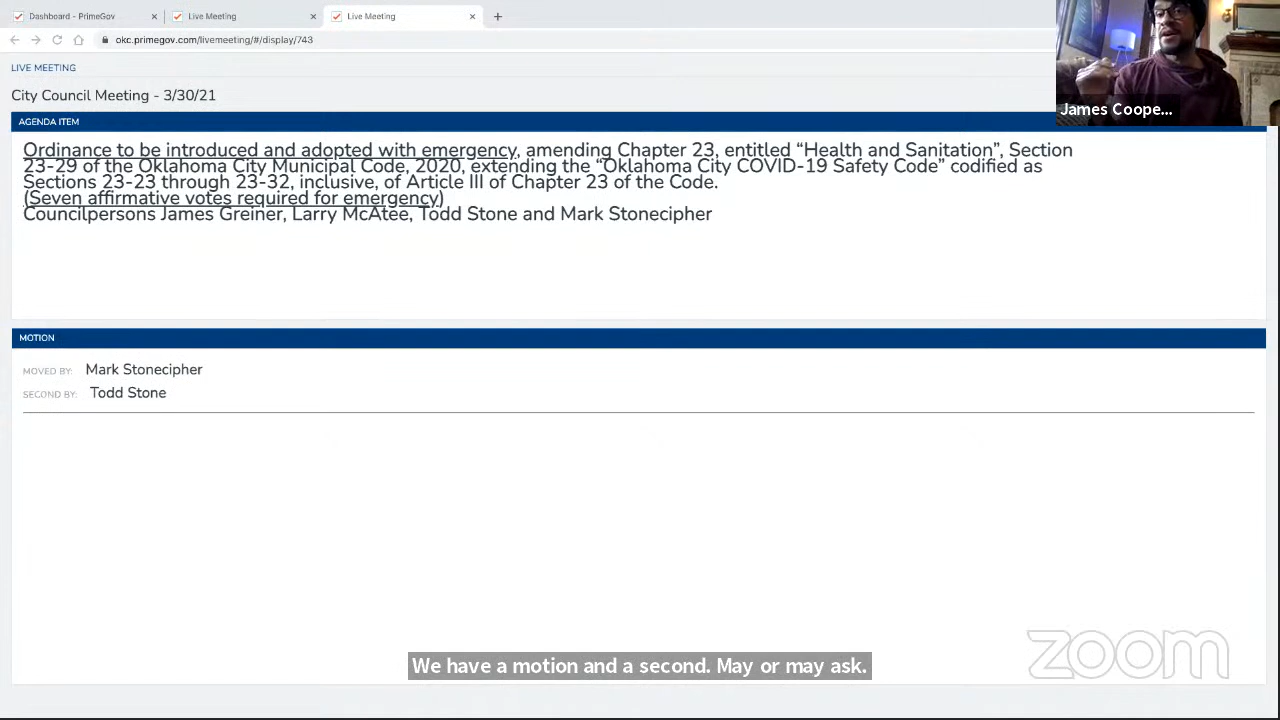 Dashboard - PrimeGov
Live Meeting
Live Meeting
okc.primegov.com/livemeeting/#/display/743
LIVE MEETING
City Council Meeting - 3/30/21
AGENDA ITEM
Ordinance to be introduced and adopted with emergency, amending Chapter 23, entitled “Health and Sanitation”, Section
23-29 of the Oklahoma City Municipal Code, 2020, extending the “Oklahoma City COVID-19 Safety Code” codified as
Sections 23-23 through 23-32, inclusive, of Article III of Chapter 23 of the Code.
(Seven affirmative votes required for emergency)
Councilpersons James Greiner, Larry McAtee, Todd Stone and Mark Stonecipher
James Coope...
MOTION
MOVED BY: Mark Stonecipher
SECOND BY: Todd Stone
We have a motion and a second. May or may ask.
zoom